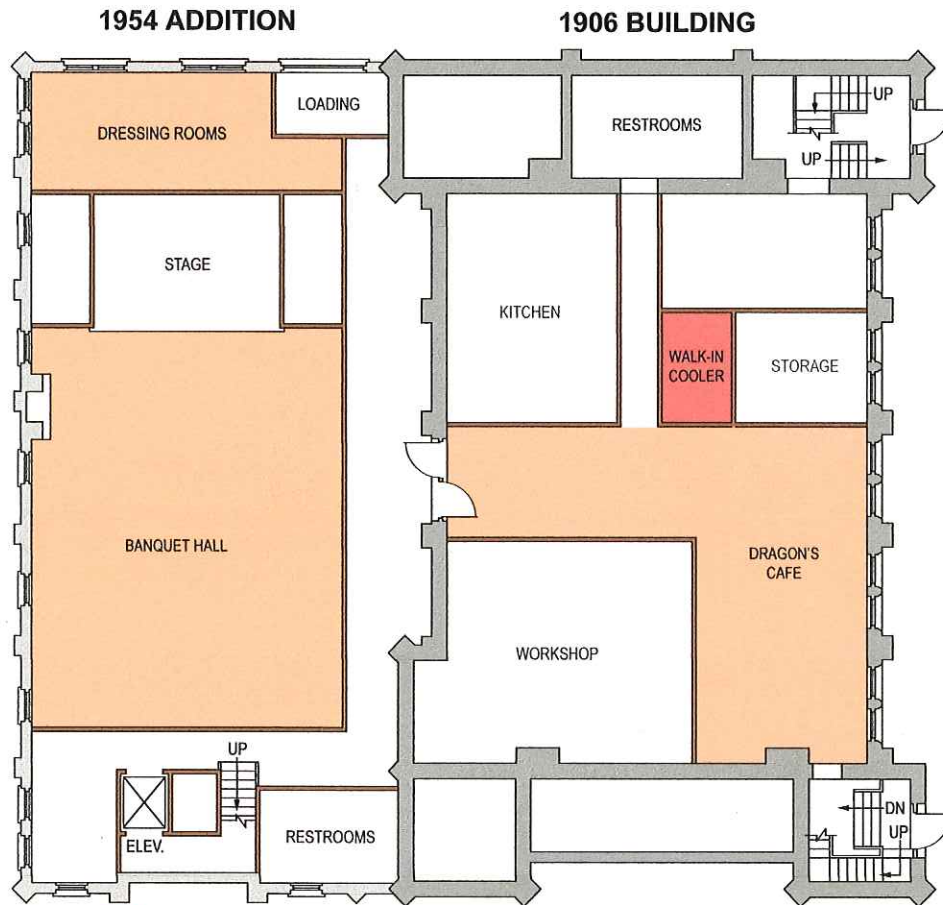 1954 ADDITION
1906 BUILDING
LOADING
DRESSING ROOMS
RESTROOMS
UP
UP
STAGE
KITCHEN
WALK-IN
COOLER
STORAGE
BANQUET HALL
DRAGON'S
CAFE
WORKSHOP
UP
ELEV.
RESTROOMS
DN
UP